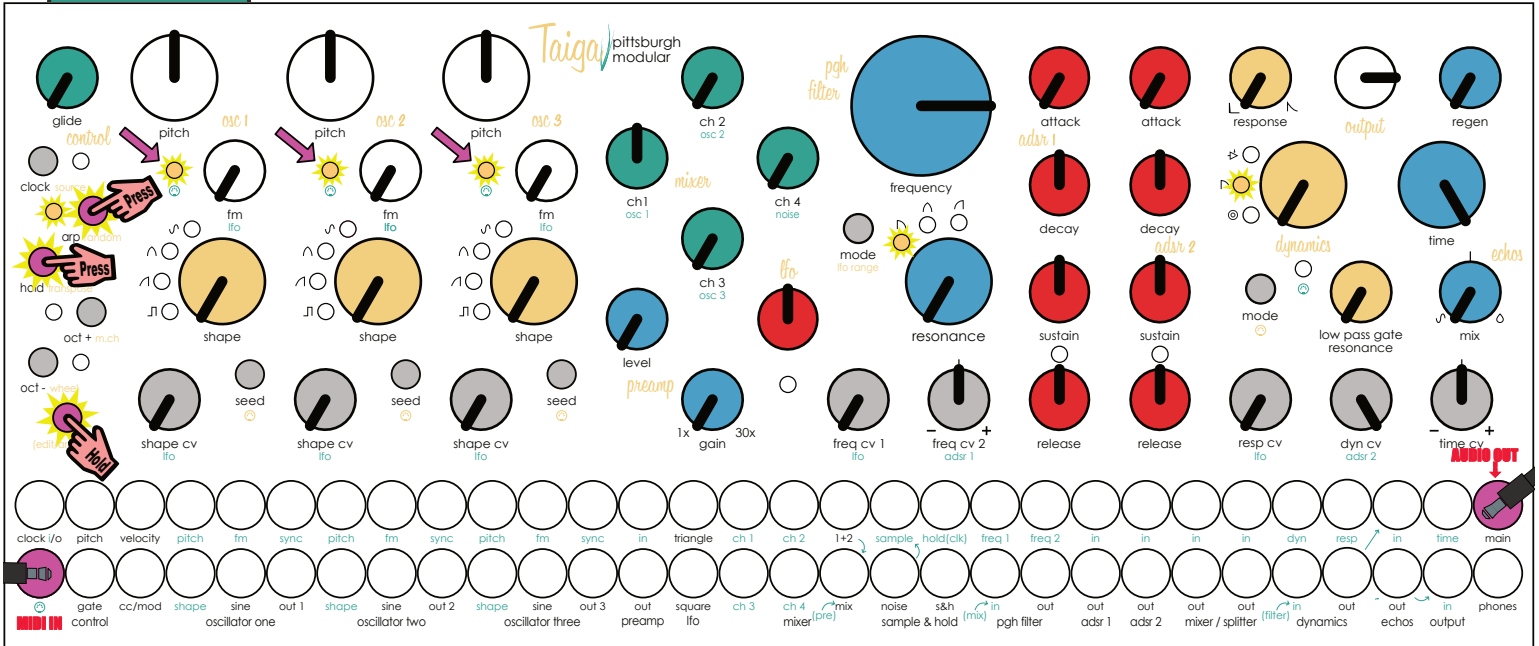 Taiga
pittsburgh
modular
glide
pitch
osc 1
pitch
osc 2
pitch
osc 3
ch 2
osc 2
pgh
filter
attack
attack
response
output
regen
control
clock source
Press
fm
lfo
fm
lfo
fm
lfo
ch1
osc 1
mixer
ch 4
noise
frequency
adsr 1
decay
decay
adsr 2
dynamics
time
arp random
Press
hold transpose
mode
lfo range
ch 3
osc 3
lfo
echos
oct + m.ch
shape
shape
shape
level
resonance
sustain
sustain
mode
low pass gate
resonance
mix
oct - wheel
seed
seed
seed
preamp
Hold
shape cv
lfo
shape cv
lfo
shape cv
lfo
1x
30x
gain
freq cv 1
lfo
- +
freq cv 2
adsr 1
release
release
resp cv
lfo
dyn cv
adsr 2
- +
time cv
AUDIO OUT
clock i/o pitch velocity pitch fm sync pitch fm sync pitch fm sync in triangle ch 1 ch 2 1+2 sample hold(clk) freq 1 freq 2 in in in in dyn resp in time main
gate cc/mod shape sine out 1 shape sine out 2 shape sine out 3 out square ch 3 ch 4 mix noise s&h in out out out out out in out out in phones
(pre) (mix) (filter)
MIDI IN control oscillator one oscillator two oscillator three preamp lfo mixer sample & hold pgh filter adsr 1 adsr 2 mixer / splitter dynamics echos output